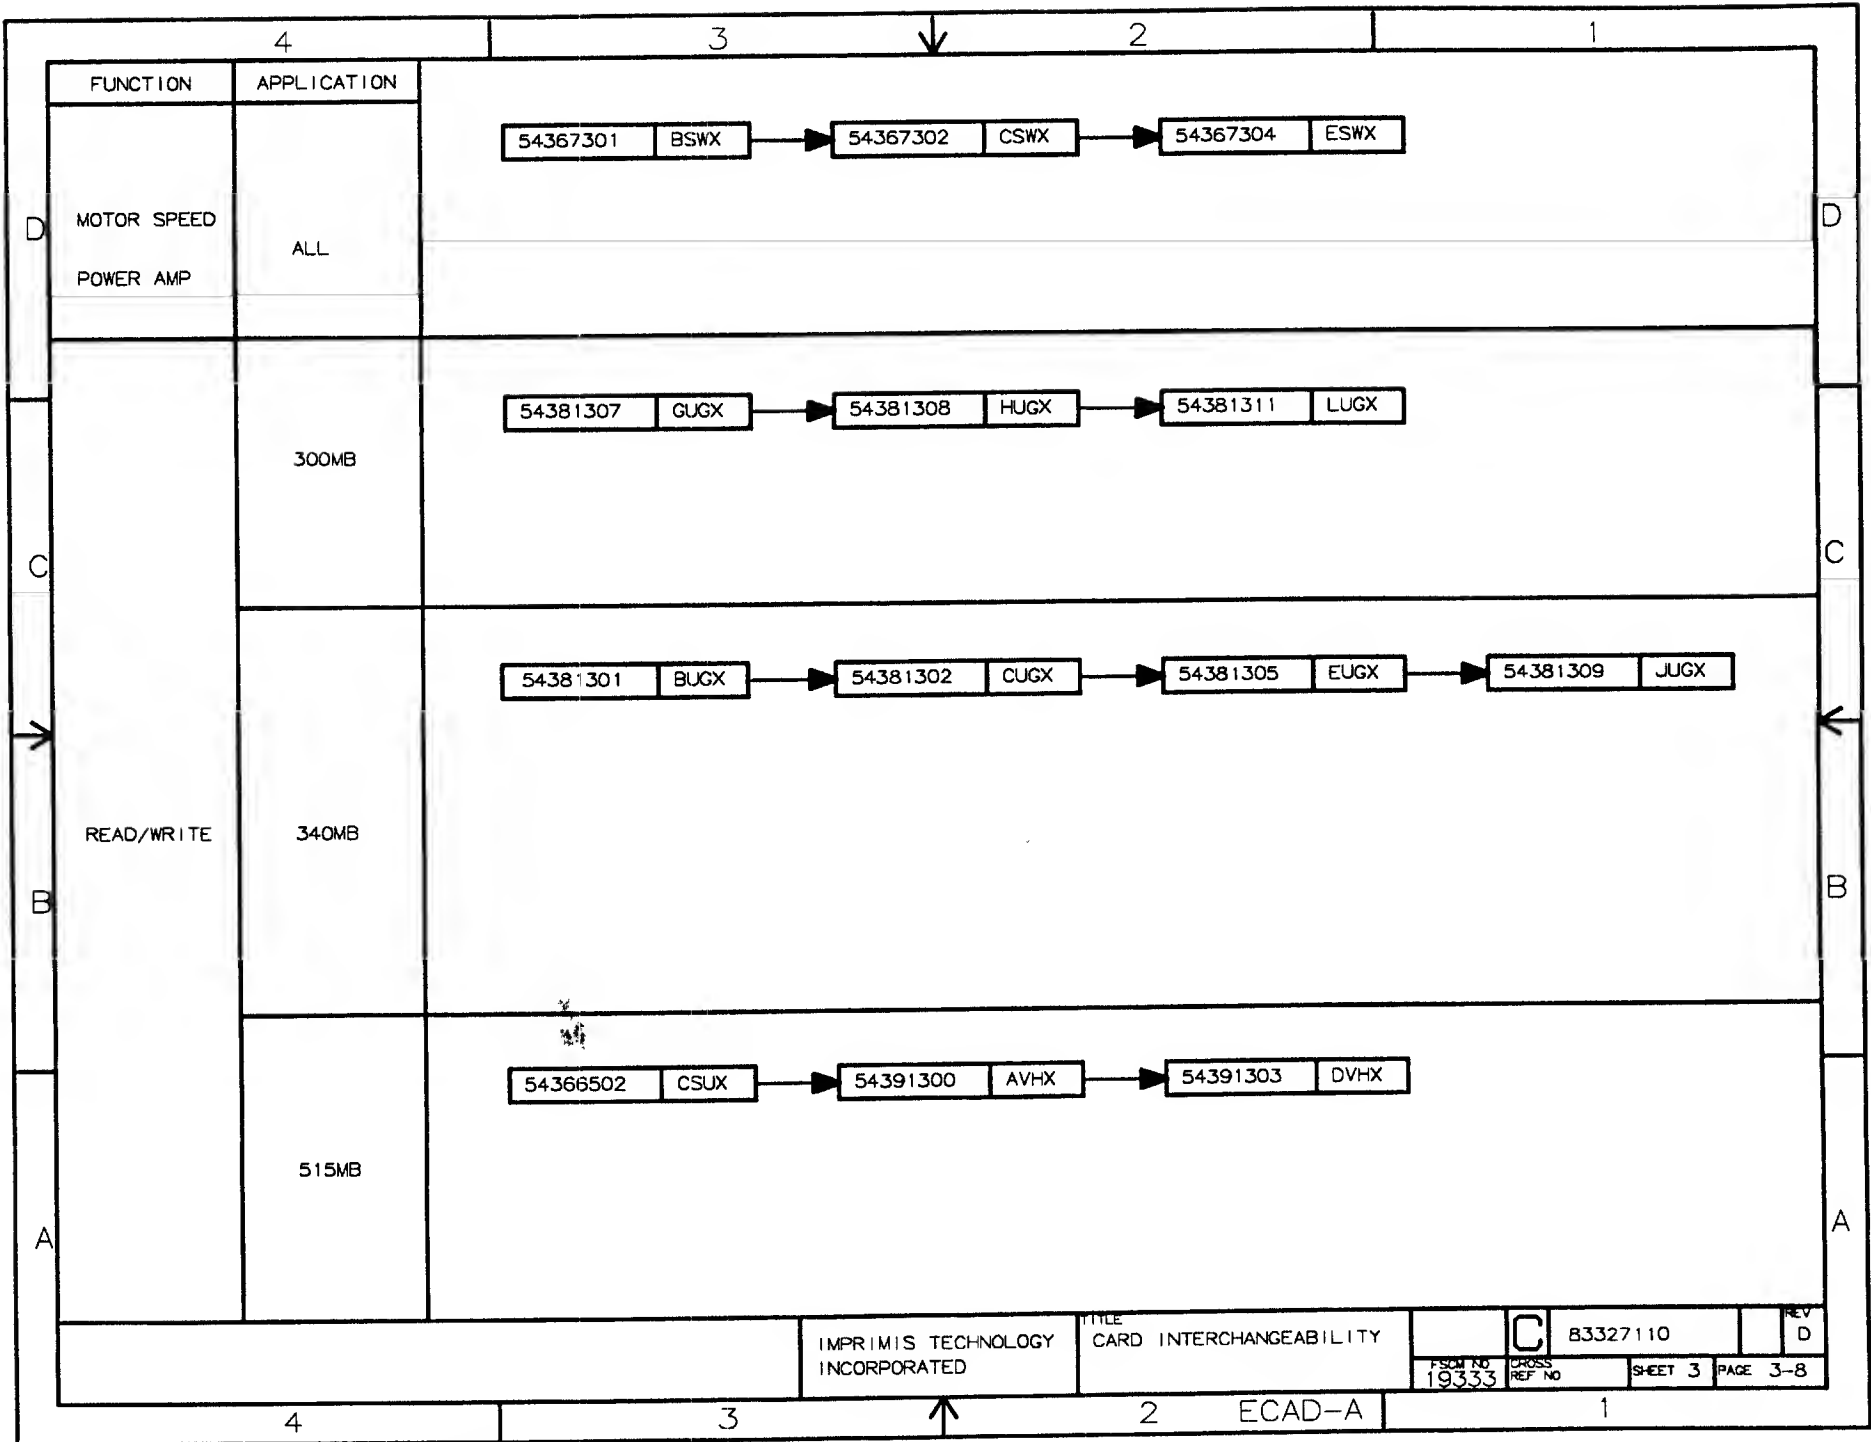 4 3 2 1
FUNCTION APPLICATION
54367301 BSWX 54367302 CSWX 54367304 ESWX
D MOTOR SPEED D
ALL
POWER AMP
54381307 GUGX 54381308 HUGX 54381311 LUGX
300MB
C C
54381301 BUGX 54381302 CUGX 54381305 EUGX 54381309 JUGX
READ/WRITE 340MB
B B
54366502 CSUX 54391300 AVHX 54391303 DVHX
515MB
A A
IMPRIMIS TECHNOLOGY
INCORPORATED
TITLE
CARD INTERCHANGEABILITY
C 83327110 REV
D
FSCM NO
19333
CROSS
REF NO
SHEET 3 PAGE 3-8
4 3 2 ECAD-A 1